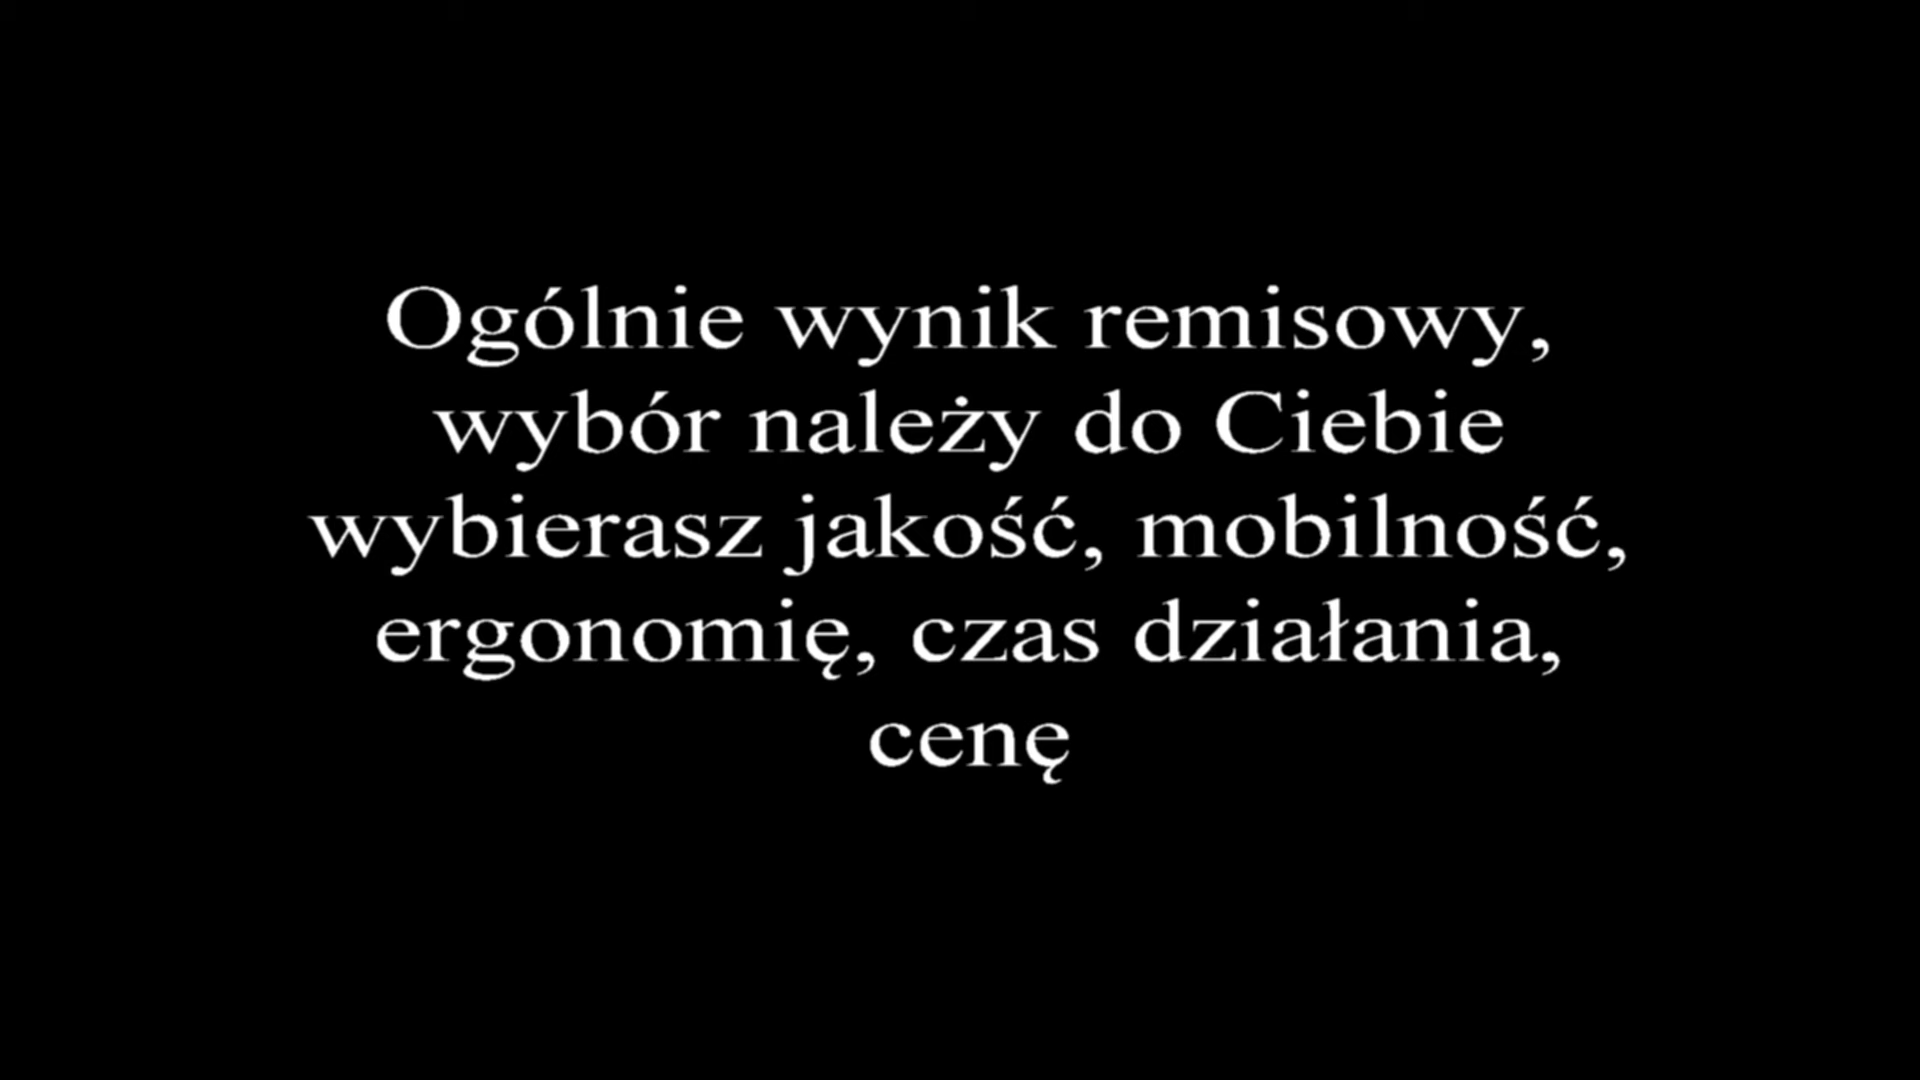 Ogólnie wynik remisowy,
wybór należy do Ciebie
wybierasz jakość, mobilność,
ergonomię, czas działania,
cenę